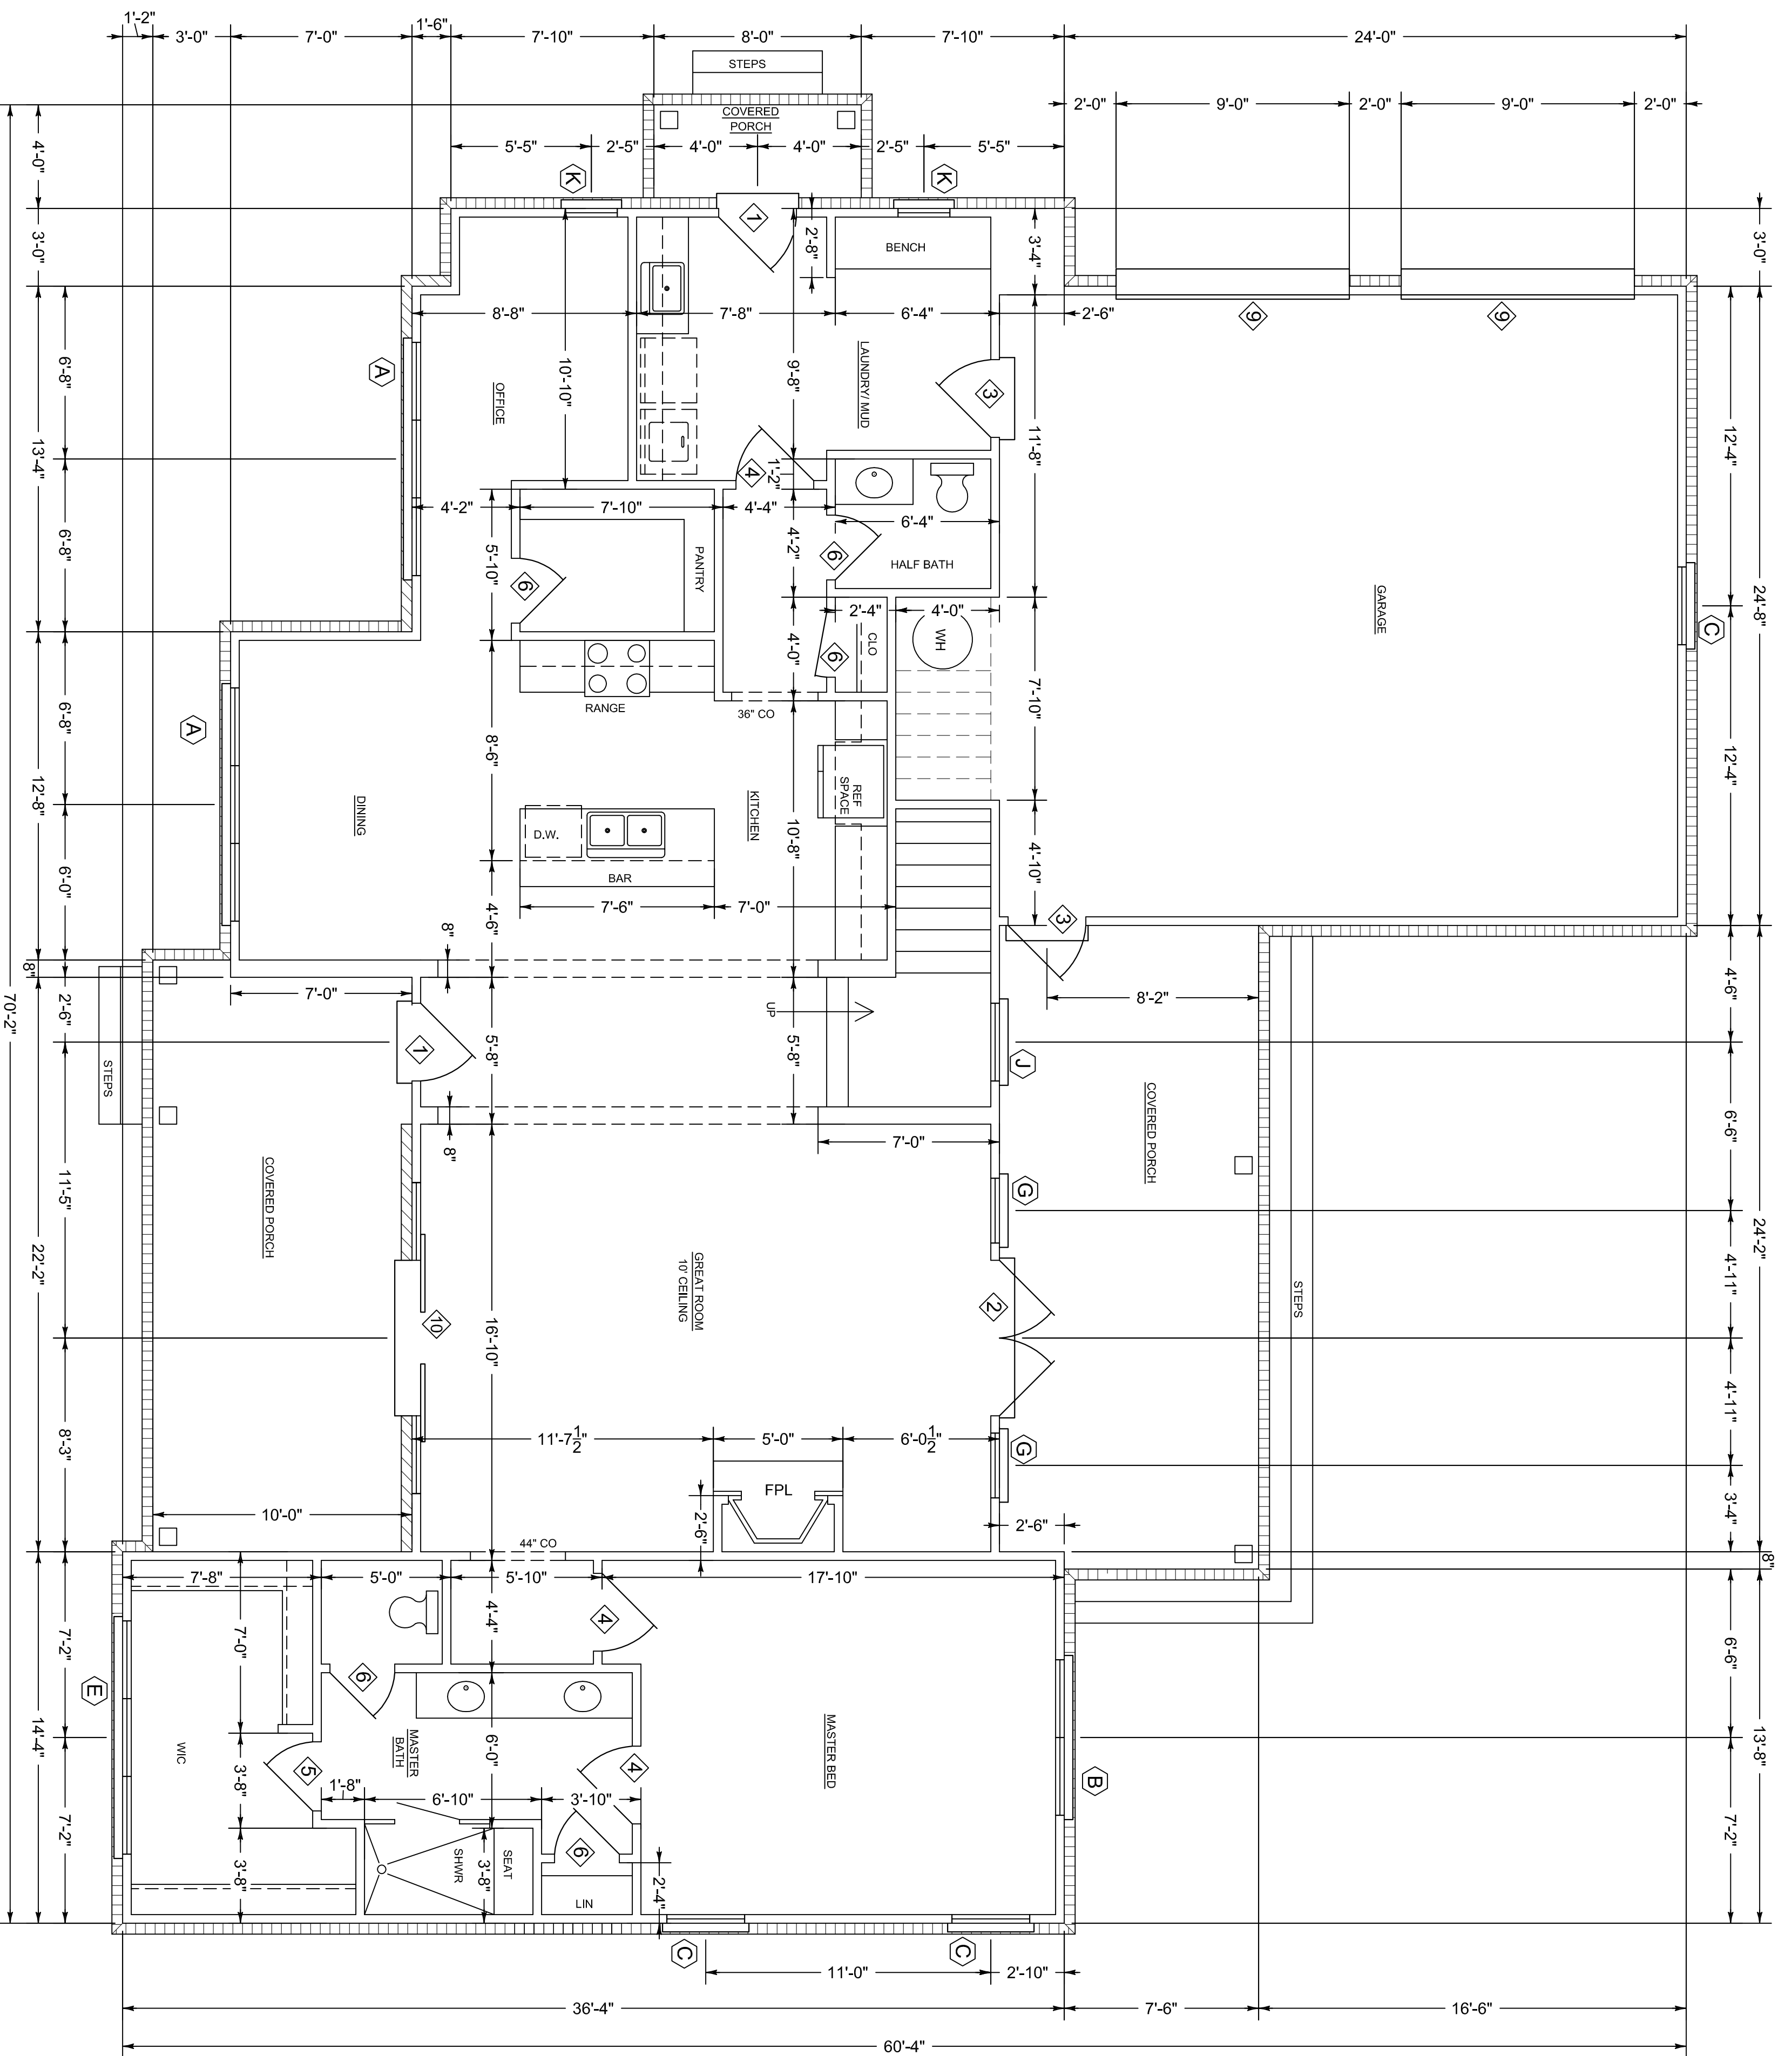 1'-2"
3'-0"
7'-0"
1'-6"
7'-10"
8'-0"
7'-10"
24'-0"
STEPS
2'-0"
9'-0"
2'-0"
9'-0"
2'-0"
COVERED
PORCH
4'-0"
5'-5"
2'-5"
4'-0"
4'-0"
2'-5"
5'-5"
K
K
1
3'-0"
2'-8"
BENCH
3'-4"
3'-0"
8'-8"
7'-8"
6'-4"
2'-6"
9
9
6'-8"
A
OFFICE
10'-10"
9'-8"
LAUNDRY/ MUD
3
11'-8"
12'-4"
13'-4"
4
1'-2"
4'-2"
7'-10"
4'-4"
6'-4"
6'-8"
5'-10"
6
PANTRY
4'-2"
6
HALF BATH
GARAGE
24'-8"
2'-4"
4'-0"
C
CLO
WH
4'-0"
6
6'-8"
A
RANGE
36" CO
7'-10"
12'-8"
8'-6"
12'-4"
REF
SPACE
DINING
D.W.
KITCHEN
10'-8"
4'-10"
6'-0"
BAR
4'-6"
7'-6"
7'-0"
3
8"
8"
7'-0"
8'-2"
4'-6"
2'-6"
UP
5'-8"
5'-8"
1
J
STEPS
COVERED PORCH
6'-6"
8"
7'-0"
11'-5"
COVERED PORCH
G
4'-11"
24'-2"
22'-2"
GREAT ROOM
10' CEILING
STEPS
2
10
16'-10"
70'-2"
8'-3"
11'-7 1/2"
5'-0"
6'-0 1/2"
G
4'-11"
FPL
3'-4"
10'-0"
2'-6"
2'-6"
44" CO
8"
7'-8"
5'-0"
5'-10"
17'-10"
4'-4"
4
7'-2"
7'-0"
6
6'-6"
E
14'-4"
WIC
MASTER
BATH
6'-0"
MASTER BED
13'-8"
5
4
B
3'-8"
1'-8"
6'-10"
3'-10"
7'-2"
7'-2"
3'-8"
SHWR
3'-8"
SEAT
6
2'-4"
LIN
C
C
11'-0"
2'-10"
36'-4"
7'-6"
16'-6"
60'-4"